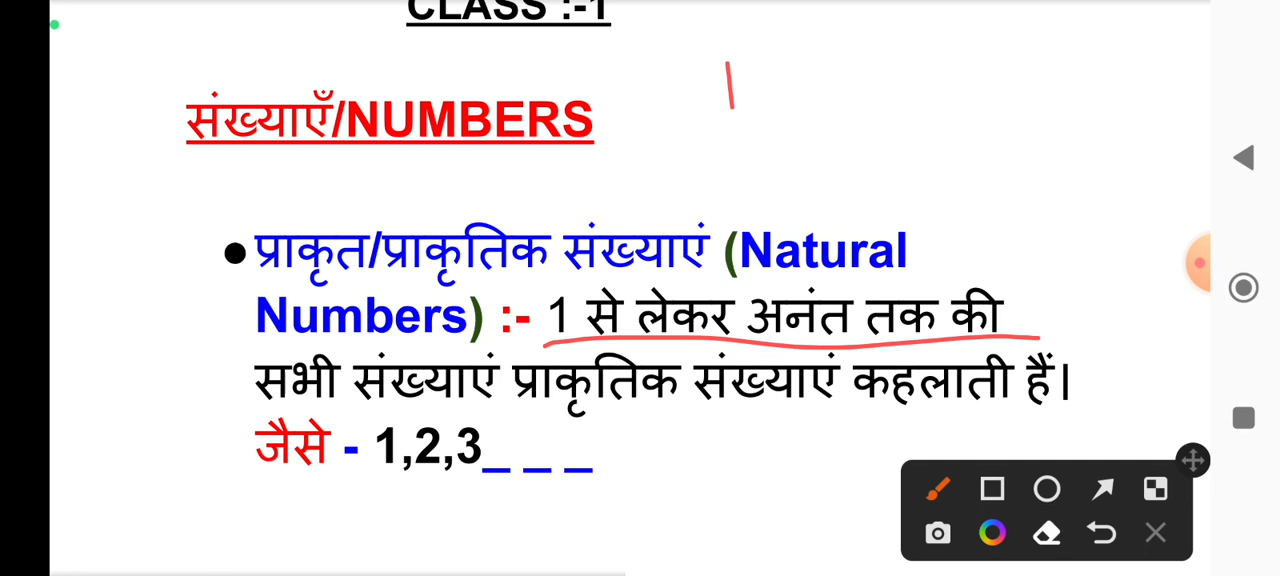 CLASS :-1
संख्याएँ/NUMBERS
● प्राकृत/प्राकृतिक संख्याएं (Natural
Numbers) :- 1 से लेकर अनंत तक की
सभी संख्याएं प्राकृतिक संख्याएं कहलाती हैं।
जैसे - 1,2,3_ _ _